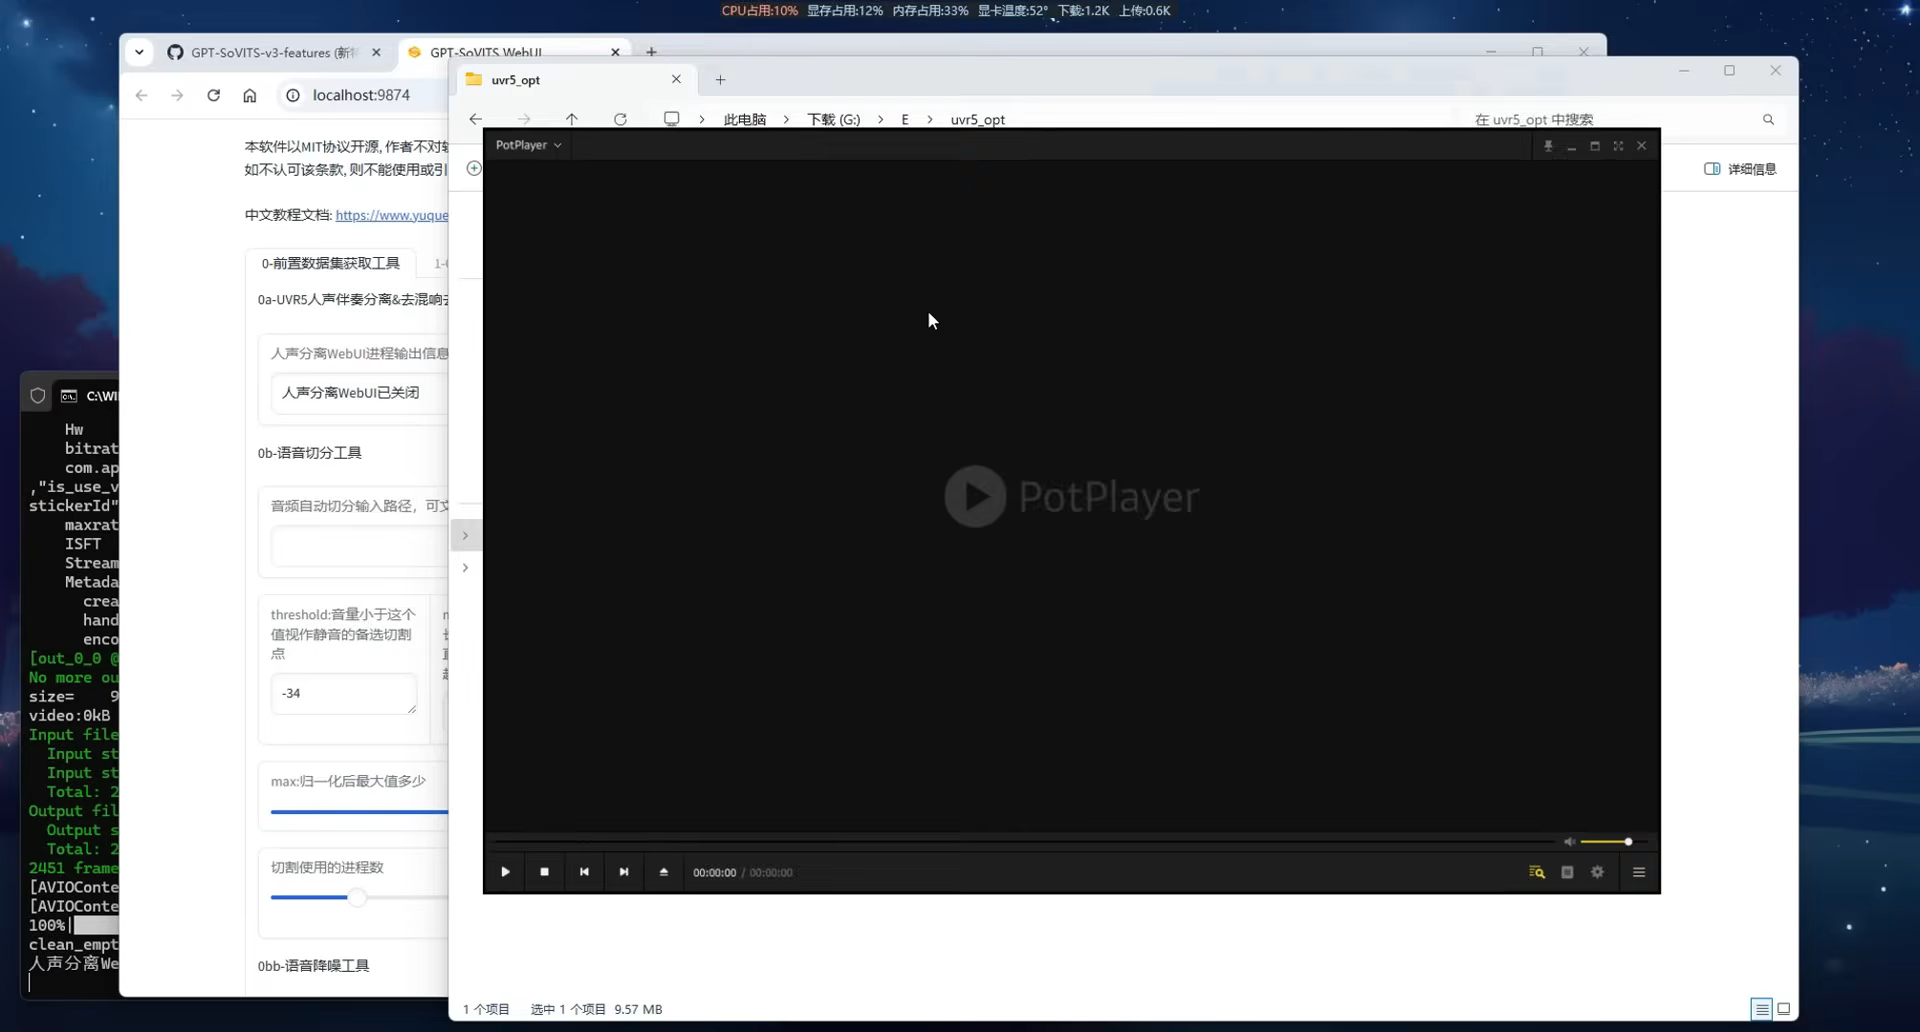 CPU占用:10% 显存占用:12% 内存占用:33% 显卡温度:52° 下载:1.2K 上传:0.6K
GPT-SoVITS-v3-features (新
GPT-SoVITS WebUI
localhost:9874
uvr5_opt
此电脑 > 下载 (G:) > E > uvr5_opt
在 uvr5_opt 中搜索
详细信息
本软件以MIT协议开源, 作者不对
如不认可该条款, 则不能使用或引
中文教程文档: https://www.yuque
0-前置数据集获取工具
0a-UVR5人声伴奏分离&去混响
人声分离WebUI进程输出信息
人声分离WebUI已关闭
0b-语音切分工具
音频自动切分输入路径，可文
threshold:音量小于这个
值视作静音的备选切割
点
-34
max:归一化后最大值多少
切割使用的进程数
0bb-语音降噪工具
PotPlayer
PotPlayer
00:00:00 / 00:00:00
1 个项目 选中 1 个项目 9.57 MB
C:\WI
Hw
bitrat
com.ap
,"is_use_v
stickerId"
maxrat
ISFT
Stream
Metada
crea
hand
enco
[out_0_0 @
No more ou
size= 9
video:0kB
Input file
Input st
Input st
Total: 2
Output fil
Output s
Total: 2
2451 frame
[AVIOConte
[AVIOConte
100%|
clean_empt
人声分离We